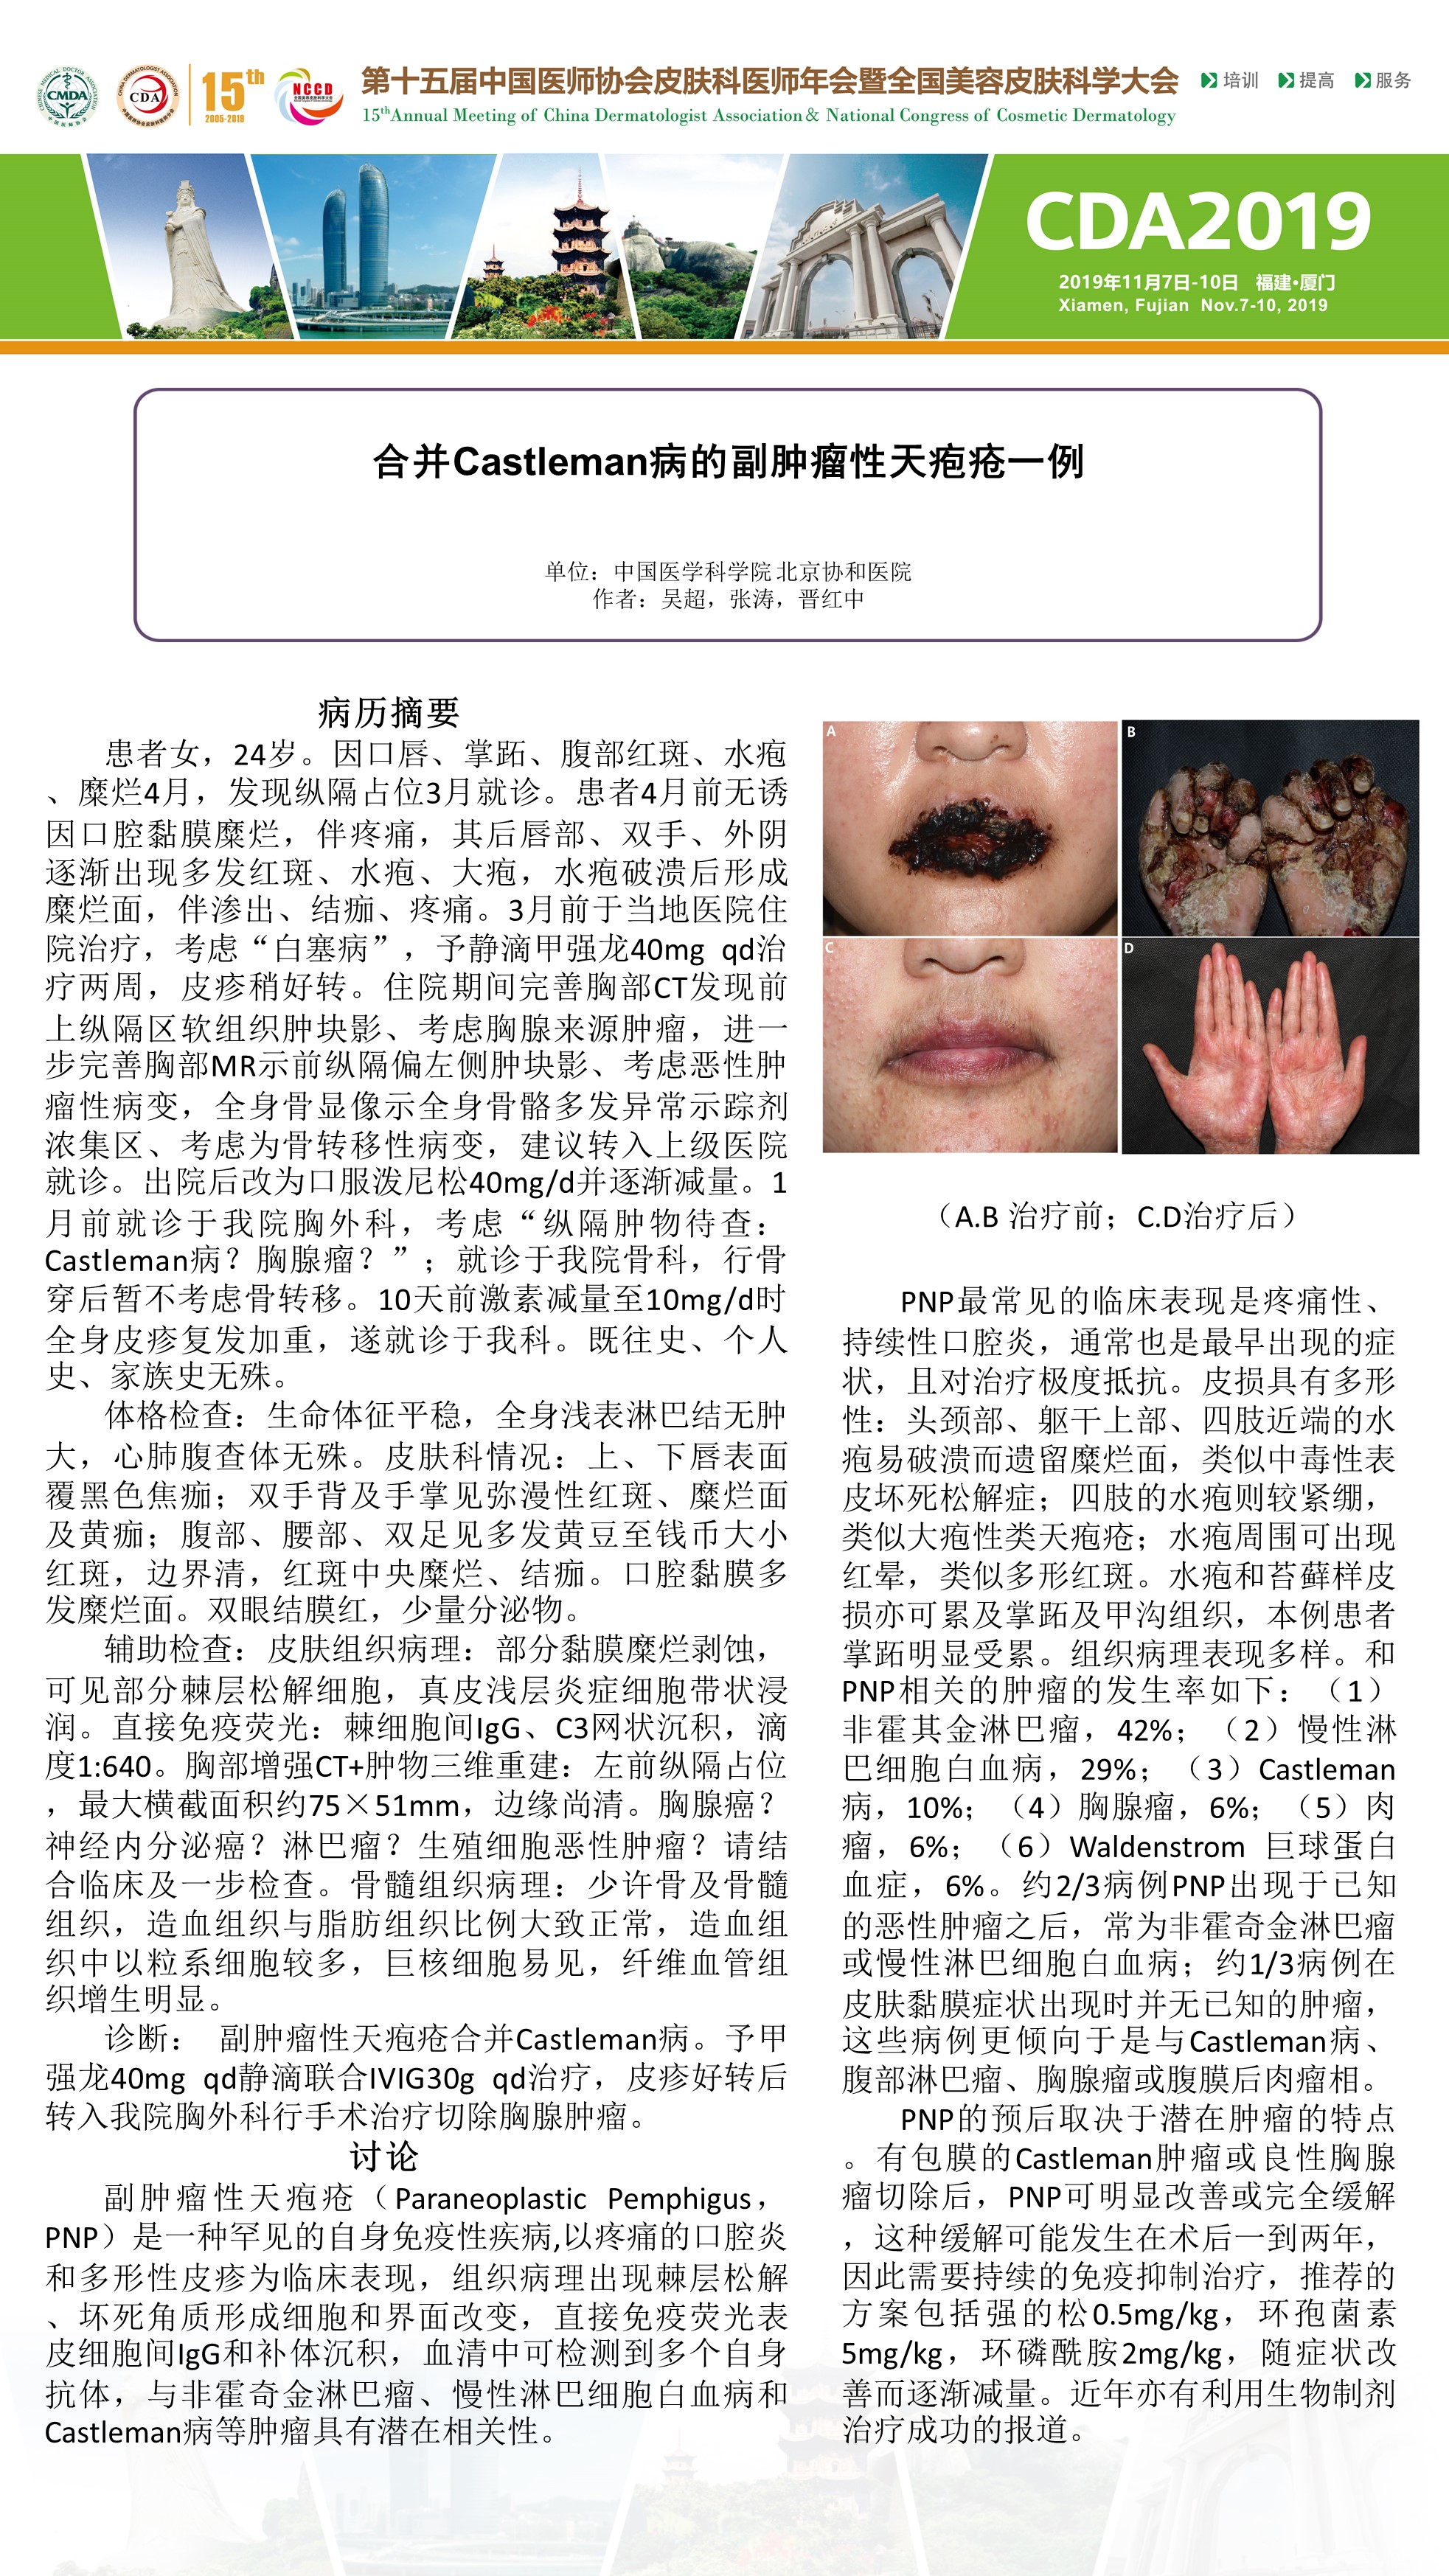 CMDA
CDA
15th
2005-2019
NCCD
第十五届中国医师协会皮肤科医师年会暨全国美容皮肤科学大会
15thAnnual Meeting of China Dermatologist Association& National Congress of Cosmetic Dermatology
培训 提高 服务
CDA2019
2019年11月7日-10日 福建•厦门
Xiamen, Fujian Nov.7-10, 2019
合并Castleman病的副肿瘤性天疱疮一例
单位：中国医学科学院 北京协和医院
作者：吴超，张涛，晋红中
病历摘要
患者女，24岁。因口唇、掌跖、腹部红斑、水疱
、糜烂4月，发现纵隔占位3月就诊。患者4月前无诱
因口腔黏膜糜烂，伴疼痛，其后唇部、双手、外阴
逐渐出现多发红斑、水疱、大疱，水疱破溃后形成
糜烂面，伴渗出、结痂、疼痛。3月前于当地医院住
院治疗，考虑“白塞病”，予静滴甲强龙40mg qd治
疗两周，皮疹稍好转。住院期间完善胸部CT发现前
上纵隔区软组织肿块影、考虑胸腺来源肿瘤，进一
步完善胸部MR示前纵隔偏左侧肿块影、考虑恶性肿
瘤性病变，全身骨显像示全身骨骼多发异常示踪剂
浓集区、考虑为骨转移性病变，建议转入上级医院
就诊。出院后改为口服泼尼松40mg/d并逐渐减量。1
月前就诊于我院胸外科，考虑“纵隔肿物待查：
Castleman病？胸腺瘤？”；就诊于我院骨科，行骨
穿后暂不考虑骨转移。10天前激素减量至10mg/d时
全身皮疹复发加重，遂就诊于我科。既往史、个人
史、家族史无殊。
体格检查：生命体征平稳，全身浅表淋巴结无肿
大，心肺腹查体无殊。皮肤科情况：上、下唇表面
覆黑色焦痂；双手背及手掌见弥漫性红斑、糜烂面
及黄痂；腹部、腰部、双足见多发黄豆至钱币大小
红斑，边界清，红斑中央糜烂、结痂。口腔黏膜多
发糜烂面。双眼结膜红，少量分泌物。
辅助检查：皮肤组织病理：部分黏膜糜烂剥蚀，
可见部分棘层松解细胞，真皮浅层炎症细胞带状浸
润。直接免疫荧光：棘细胞间IgG、C3网状沉积，滴
度1:640。胸部增强CT+肿物三维重建：左前纵隔占位
，最大横截面积约75×51mm，边缘尚清。胸腺癌？
神经内分泌癌？淋巴瘤？生殖细胞恶性肿瘤？请结
合临床及一步检查。骨髓组织病理：少许骨及骨髓
组织，造血组织与脂肪组织比例大致正常，造血组
织中以粒系细胞较多，巨核细胞易见，纤维血管组
织增生明显。
诊断： 副肿瘤性天疱疮合并Castleman病。予甲
强龙40mg qd静滴联合IVIG30g qd治疗，皮疹好转后
转入我院胸外科行手术治疗切除胸腺肿瘤。
讨论
副肿瘤性天疱疮（Paraneoplastic Pemphigus，
PNP）是一种罕见的自身免疫性疾病,以疼痛的口腔炎
和多形性皮疹为临床表现，组织病理出现棘层松解
、坏死角质形成细胞和界面改变，直接免疫荧光表
皮细胞间IgG和补体沉积，血清中可检测到多个自身
抗体，与非霍奇金淋巴瘤、慢性淋巴细胞白血病和
Castleman病等肿瘤具有潜在相关性。
A
B
C
D
（A.B 治疗前；C.D治疗后）
PNP最常见的临床表现是疼痛性、
持续性口腔炎，通常也是最早出现的症
状，且对治疗极度抵抗。皮损具有多形
性：头颈部、躯干上部、四肢近端的水
疱易破溃而遗留糜烂面，类似中毒性表
皮坏死松解症；四肢的水疱则较紧绷，
类似大疱性类天疱疮；水疱周围可出现
红晕，类似多形红斑。水疱和苔藓样皮
损亦可累及掌跖及甲沟组织，本例患者
掌跖明显受累。组织病理表现多样。和
PNP相关的肿瘤的发生率如下：（1）
非霍其金淋巴瘤，42%；（2）慢性淋
巴细胞白血病，29%；（3）Castleman
病，10%；（4）胸腺瘤，6%；（5）肉
瘤，6%；（6）Waldenstrom 巨球蛋白
血症，6%。约2/3病例PNP出现于已知
的恶性肿瘤之后，常为非霍奇金淋巴瘤
或慢性淋巴细胞白血病；约1/3病例在
皮肤黏膜症状出现时并无已知的肿瘤，
这些病例更倾向于是与Castleman病、
腹部淋巴瘤、胸腺瘤或腹膜后肉瘤相。
PNP的预后取决于潜在肿瘤的特点
。有包膜的Castleman肿瘤或良性胸腺
瘤切除后，PNP可明显改善或完全缓解
，这种缓解可能发生在术后一到两年，
因此需要持续的免疫抑制治疗，推荐的
方案包括强的松0.5mg/kg，环孢菌素
5mg/kg，环磷酰胺2mg/kg，随症状改
善而逐渐减量。近年亦有利用生物制剂
治疗成功的报道。